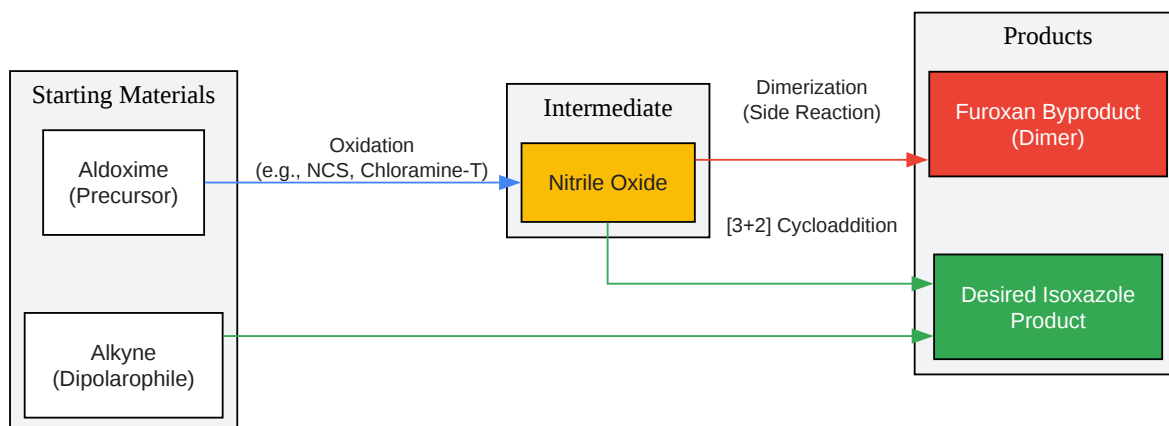 Starting Materials
Aldoxime
(Precursor)
Alkyne
(Dipolarophile)
Oxidation
(e.g., NCS, Chloramine-T)
Intermediate
Nitrile Oxide
Dimerization
(Side Reaction)
[3+2] Cycloaddition
Products
Furoxan Byproduct
(Dimer)
Desired Isoxazole
Product